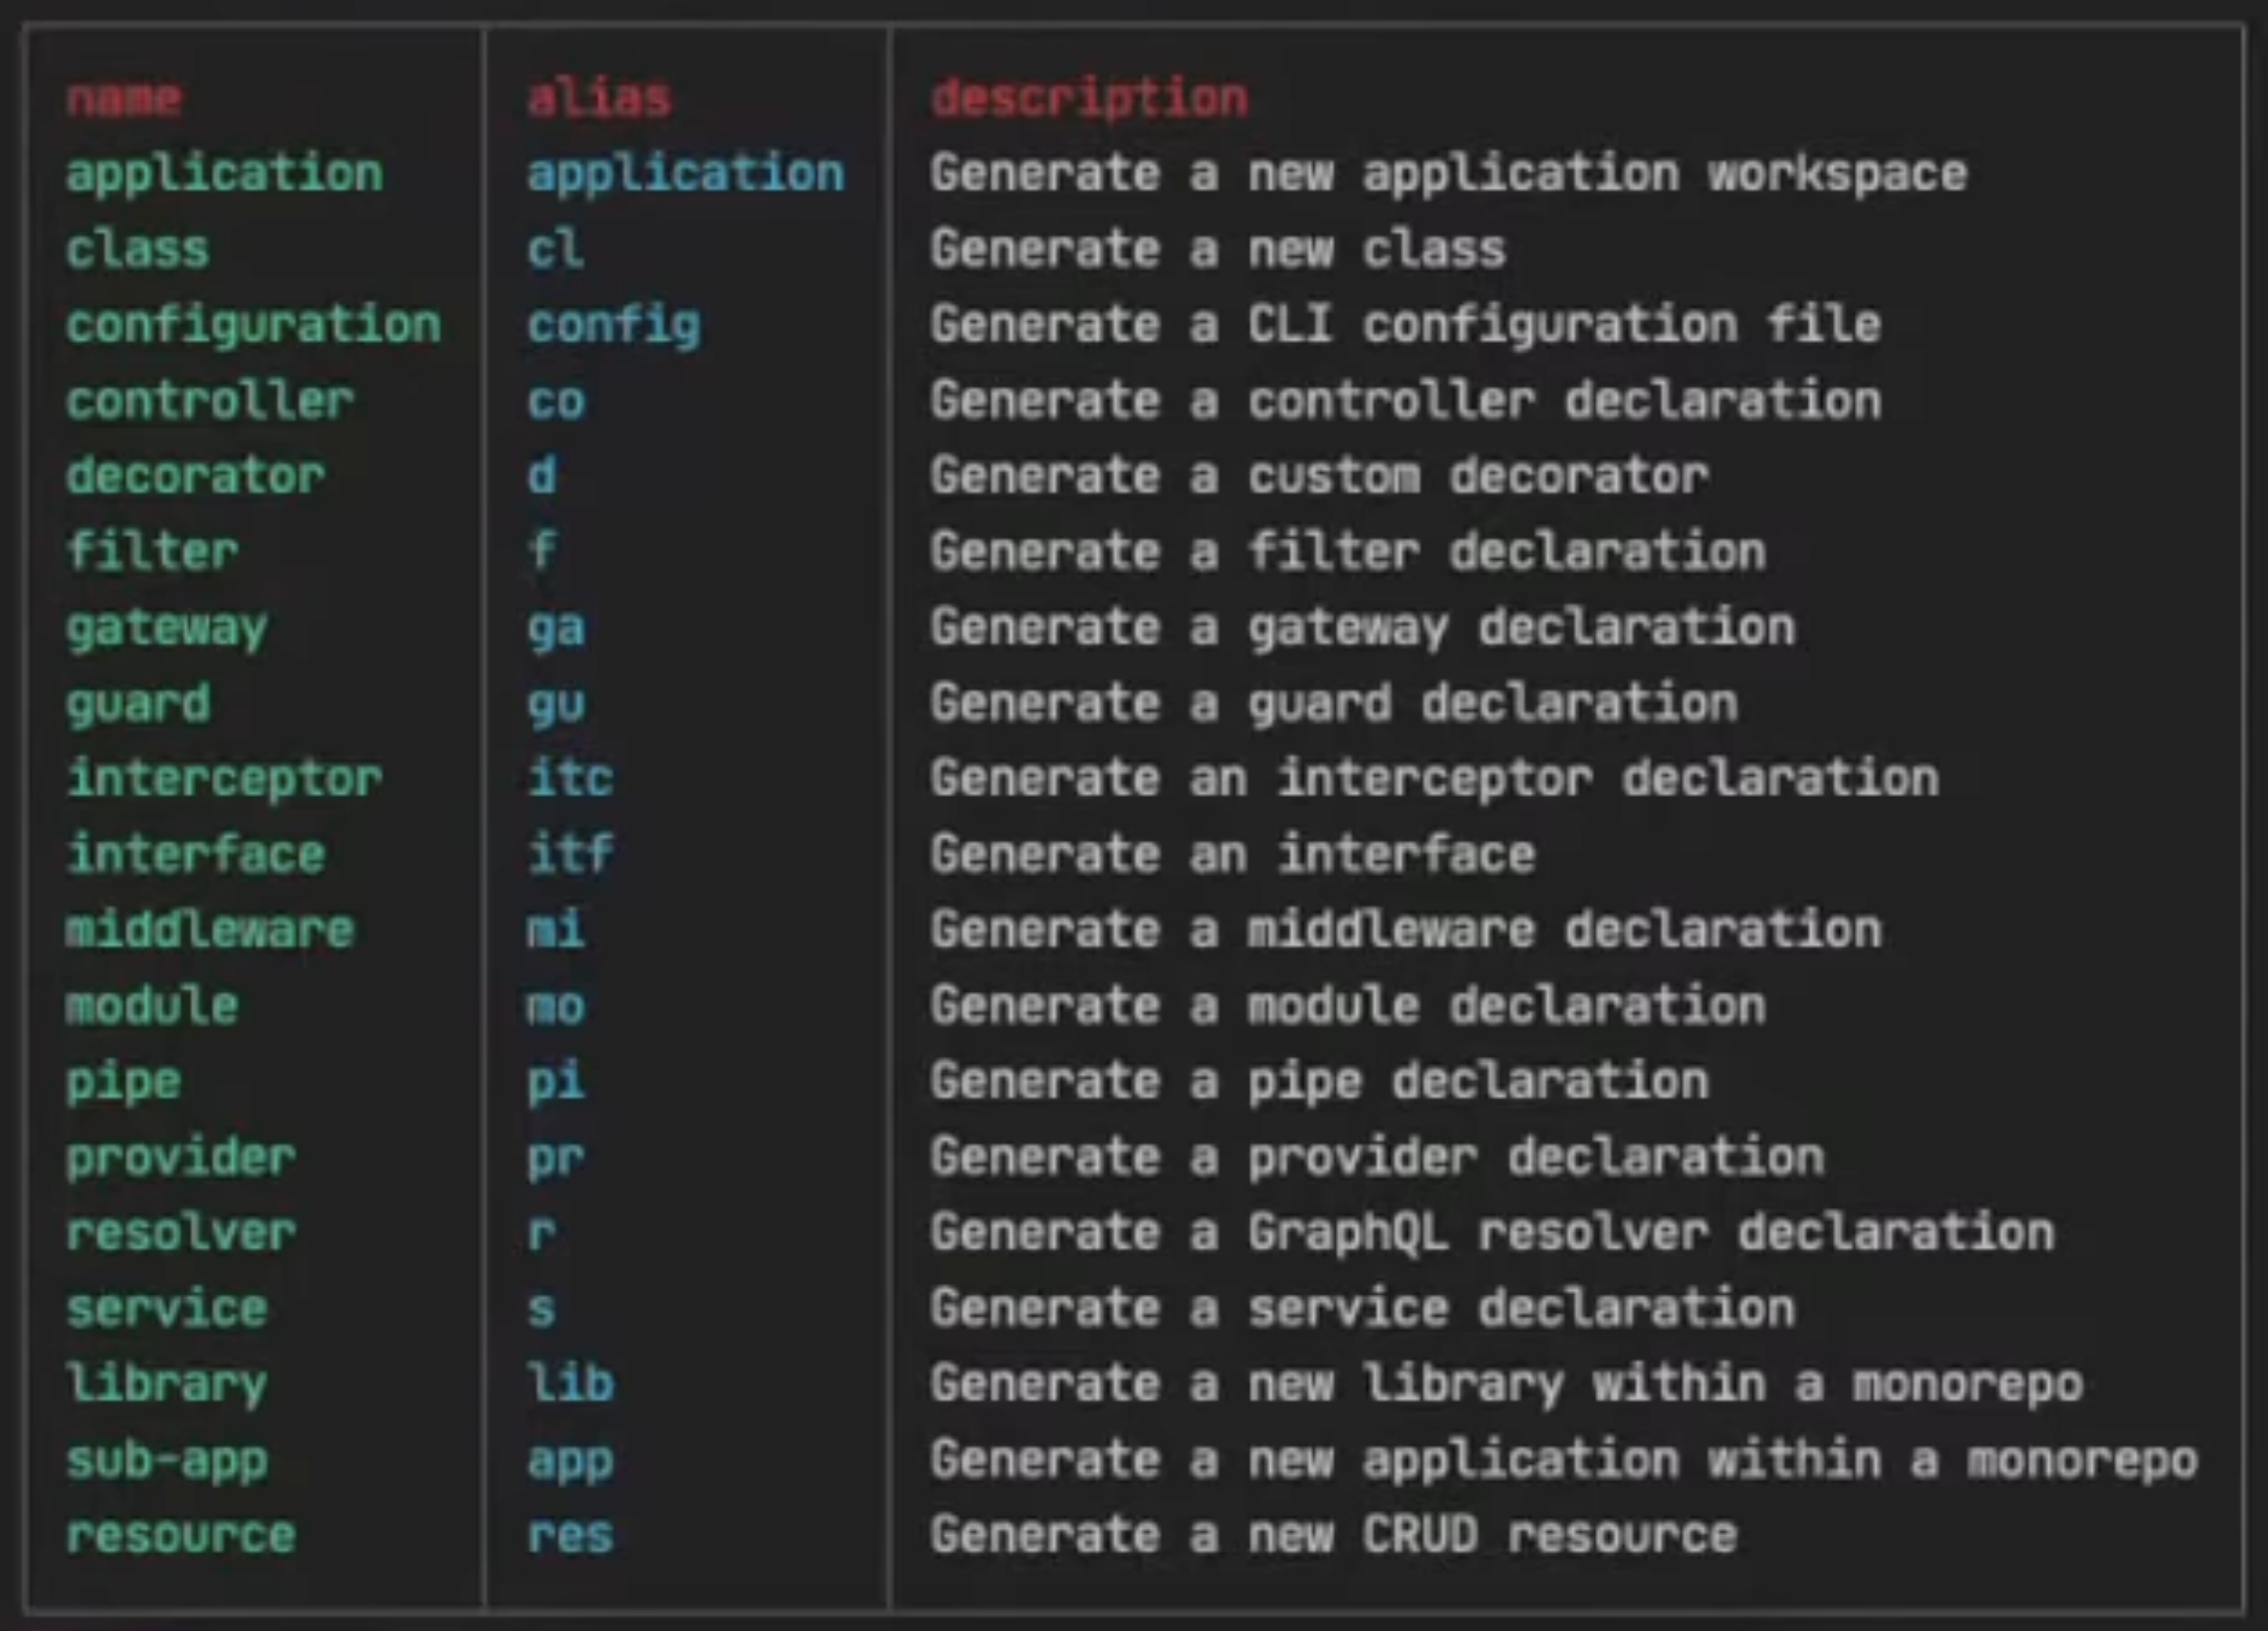 name alias description
application application Generate a new application workspace
class cl Generate a new class
configuration config Generate a CLI configuration file
controller co Generate a controller declaration
decorator d Generate a custom decorator
filter f Generate a filter declaration
gateway ga Generate a gateway declaration
guard gu Generate a guard declaration
interceptor itc Generate an interceptor declaration
interface itf Generate an interface
middleware mi Generate a middleware declaration
module mo Generate a module declaration
pipe pi Generate a pipe declaration
provider pr Generate a provider declaration
resolver r Generate a GraphQL resolver declaration
service s Generate a service declaration
library lib Generate a new library within a monorepo
sub-app app Generate a new application within a monorepo
resource res Generate a new CRUD resource